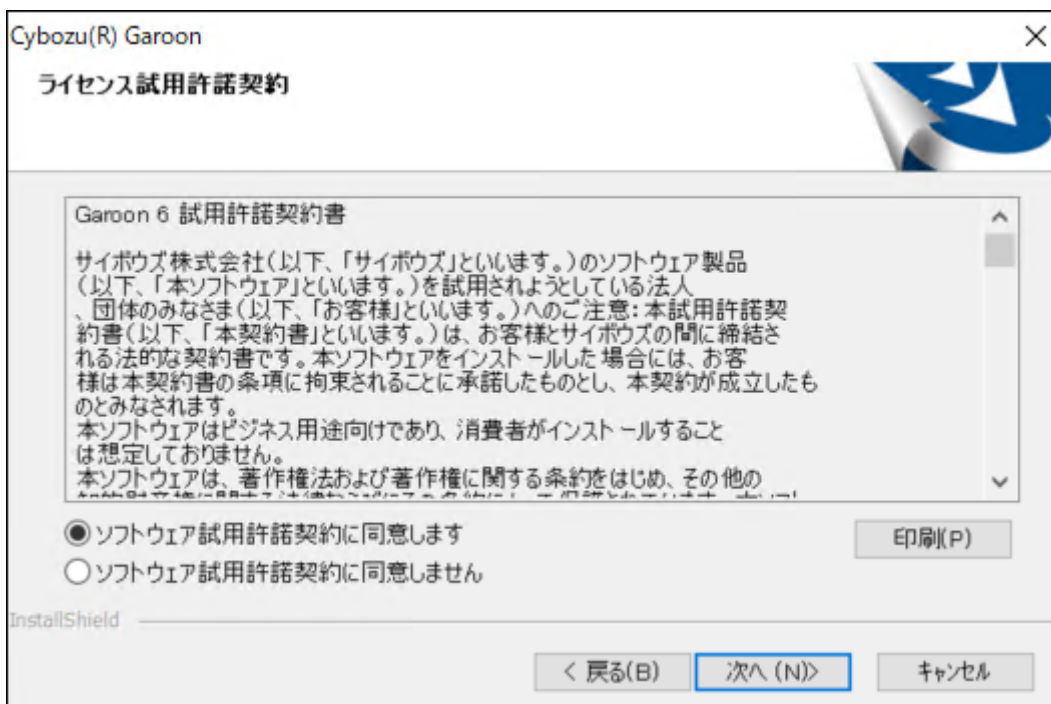 Cybozu(R) Garoon
ライセンス試用許諾契約
Garoon 6 試用許諾契約書
サイボウズ株式会社(以下、「サイボウズ」といいます。)のソフトウェア製品
(以下、「本ソフトウェア」といいます。)を試用されようとしている法人
、団体のみなさま(以下、「お客様」といいます。)へのご注意:本試用許諾契
約書(以下、「本契約書」といいます。)は、お客様とサイボウズの間に締結さ
れる法的な契約書です。本ソフトウェアをインストールした場合には、お客
様は本契約書の条項に拘束されることに承諾したものとし、本契約が成立したも
のとみなされます。
本ソフトウェアはビジネス用途向けであり、消費者がインストールすること
は想定しておりません。
本ソフトウェアは、著作権法および著作権に関する条約をはじめ、その他の
ソフトウェア試用許諾契約に同意します
印刷(P)
ソフトウェア試用許諾契約に同意しません
InstallShield
< 戻る(B)
次へ (N)>
キャンセル